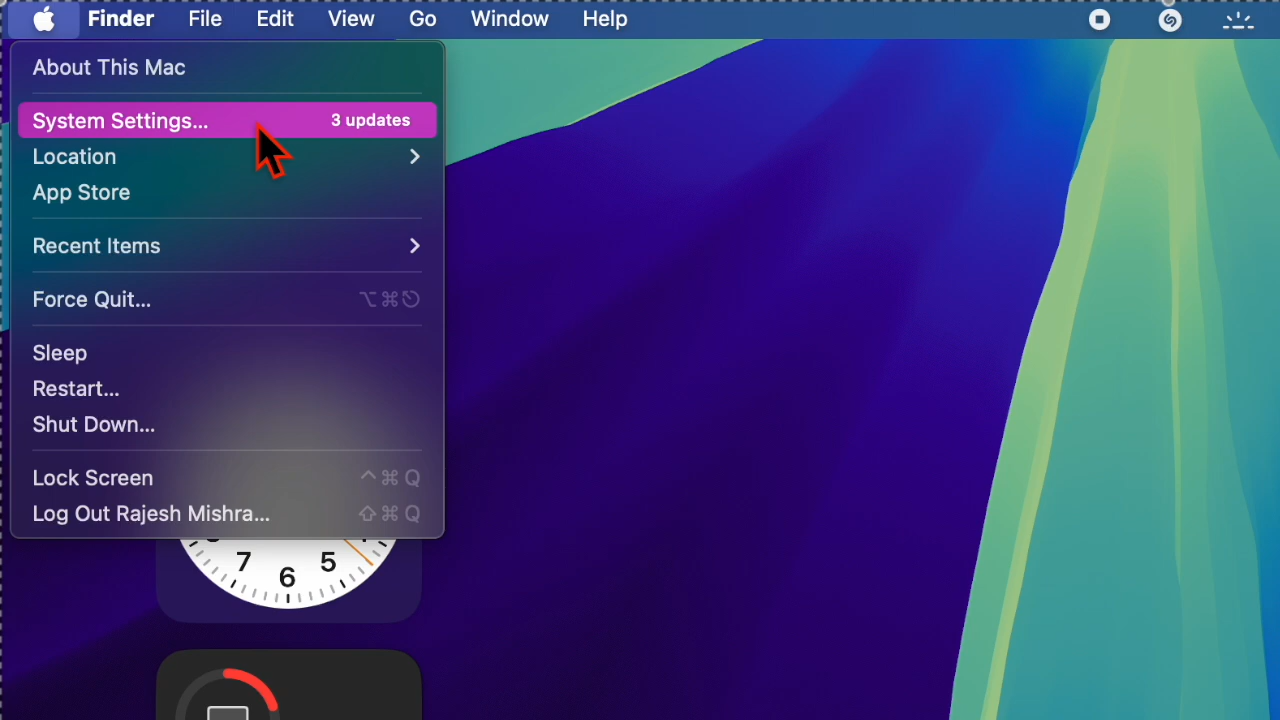 Finder File Edit View Go Window Help
About This Mac
System Settings... 3 updates
Location
App Store
Recent Items
Force Quit... ⌥⌘⎋
Sleep
Restart...
Shut Down...
Lock Screen ^⌘Q
Log Out Rajesh Mishra... ⇧⌘Q
7 6 5